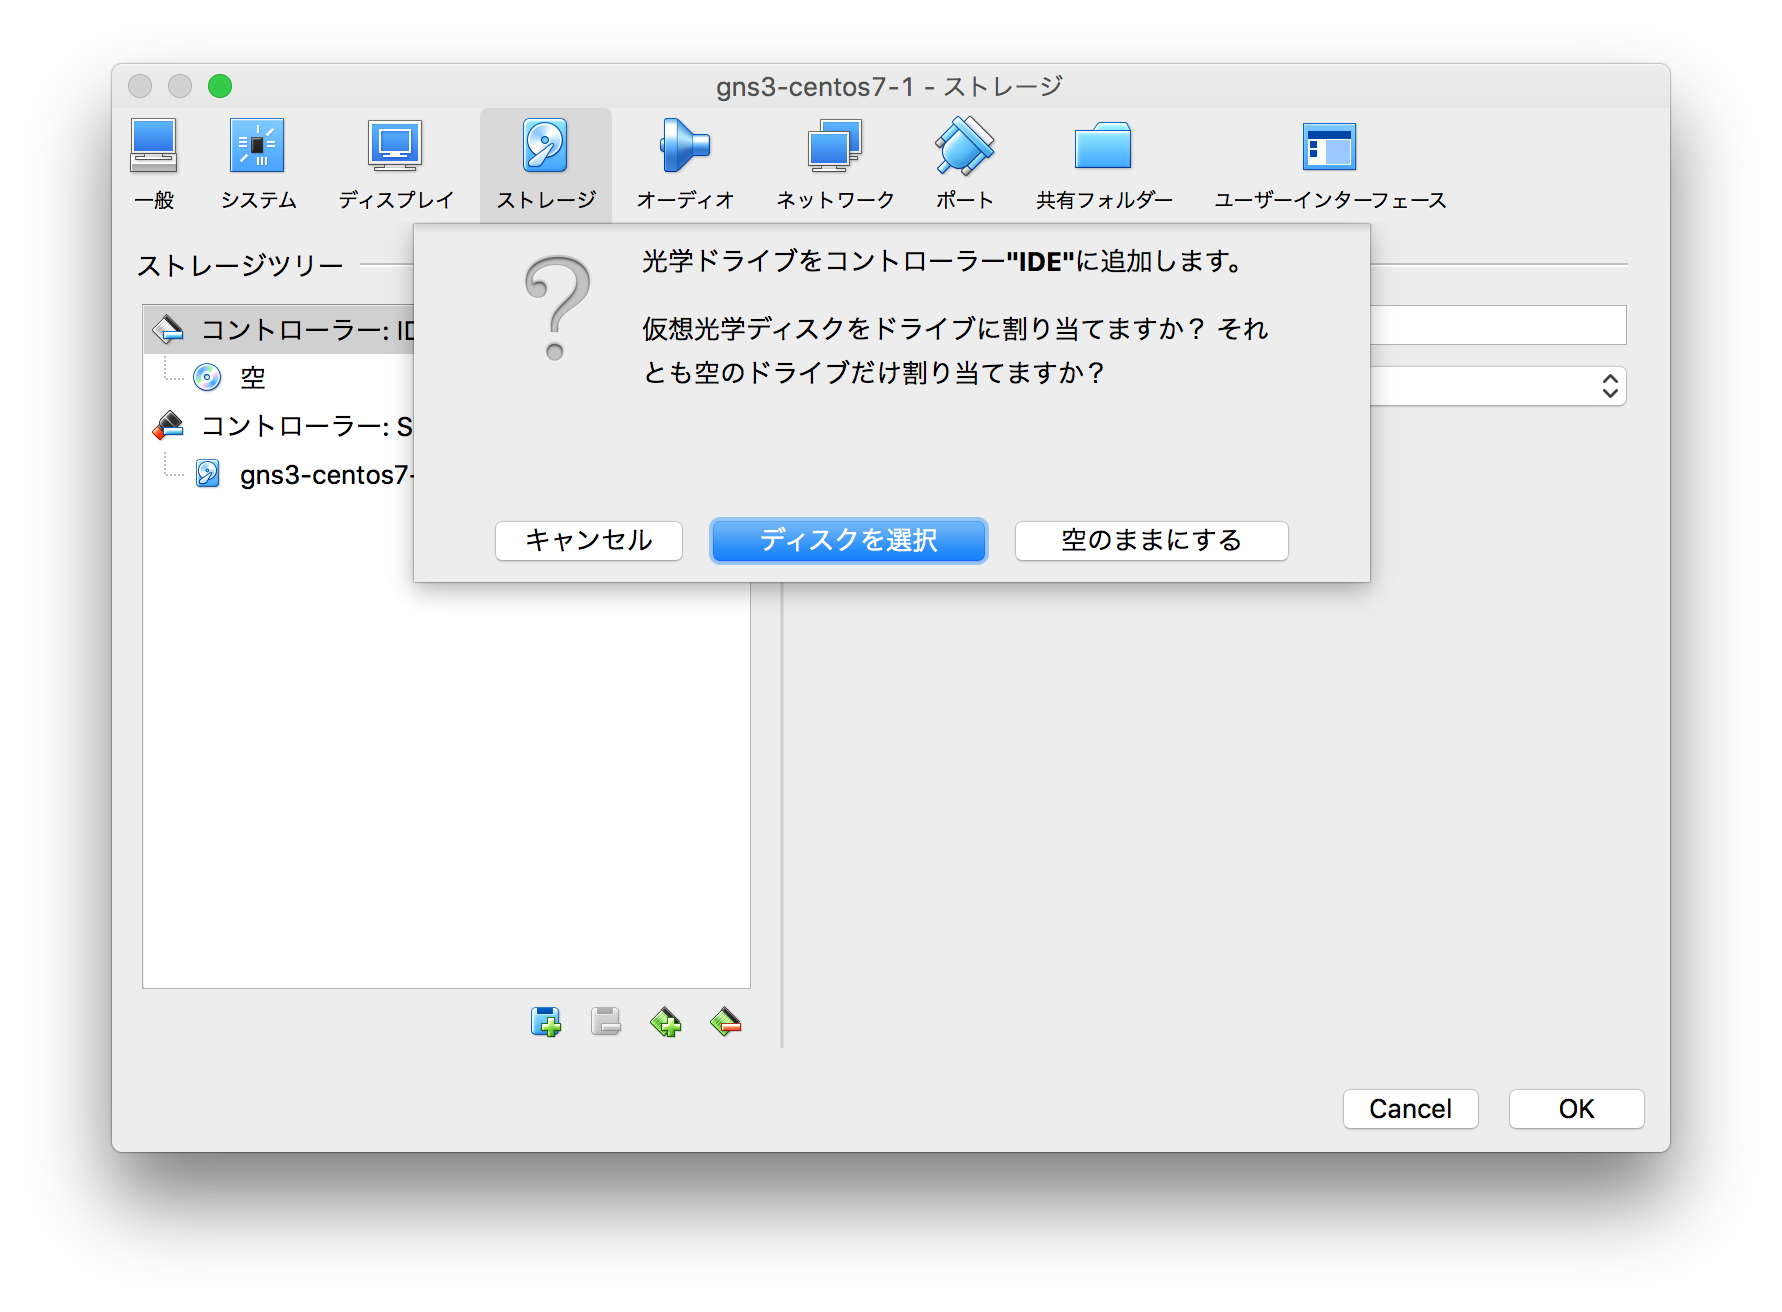 gns3-centos7-1 - ストレージ
一般 システム ディスプレイ ストレージ オーディオ ネットワーク ポート 共有フォルダー ユーザーインターフェース
ストレージツリー
コントローラー: ID
空
コントローラー: S
gns3-centos7-
光学ドライブをコントローラー"IDE"に追加します。
仮想光学ディスクをドライブに割り当てますか？ それ
とも空のドライブだけ割り当てますか？
キャンセル ディスクを選択 空のままにする
Cancel OK